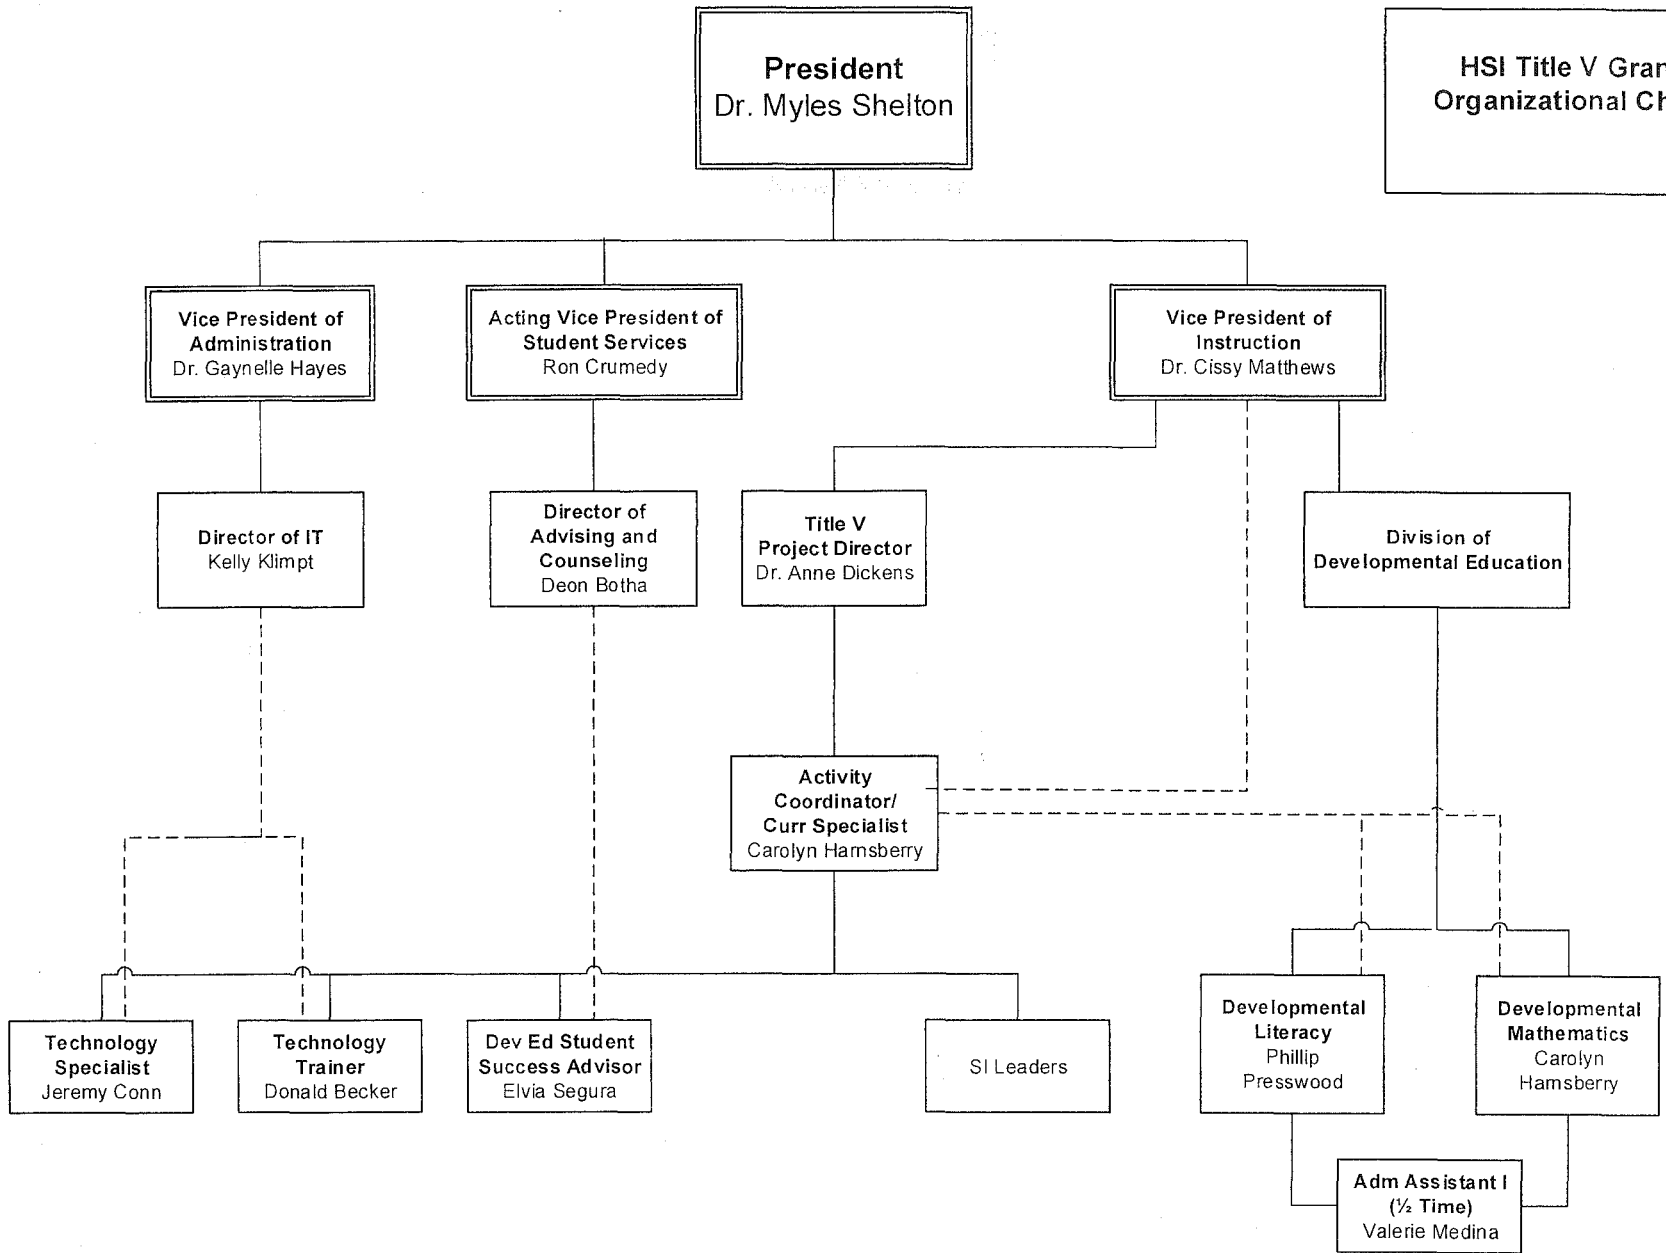 President
Dr. Myles Shelton
HSI Title V Gran
Organizational Ch
Vice President of
Administration
Dr. Gaynelle Hayes
Acting Vice President of
Student Services
Ron Crumedy
Vice President of
Instruction
Dr. Cissy Matthews
Director of IT
Kelly Klimpt
Director of
Advising and
Counseling
Deon Botha
Title V
Project Director
Dr. Anne Dickens
Division of
Developmental Education
Activity
Coordinator/
Curr Specialist
Carolyn Hamsberry
Technology
Specialist
Jeremy Conn
Technology
Trainer
Donald Becker
Dev Ed Student
Success Advisor
Elvia Segura
SI Leaders
Developmental
Literacy
Phillip
Presswood
Developmental
Mathematics
Carolyn
Hamsberry
Adm Assistant I
(½ Time)
Valerie Medina